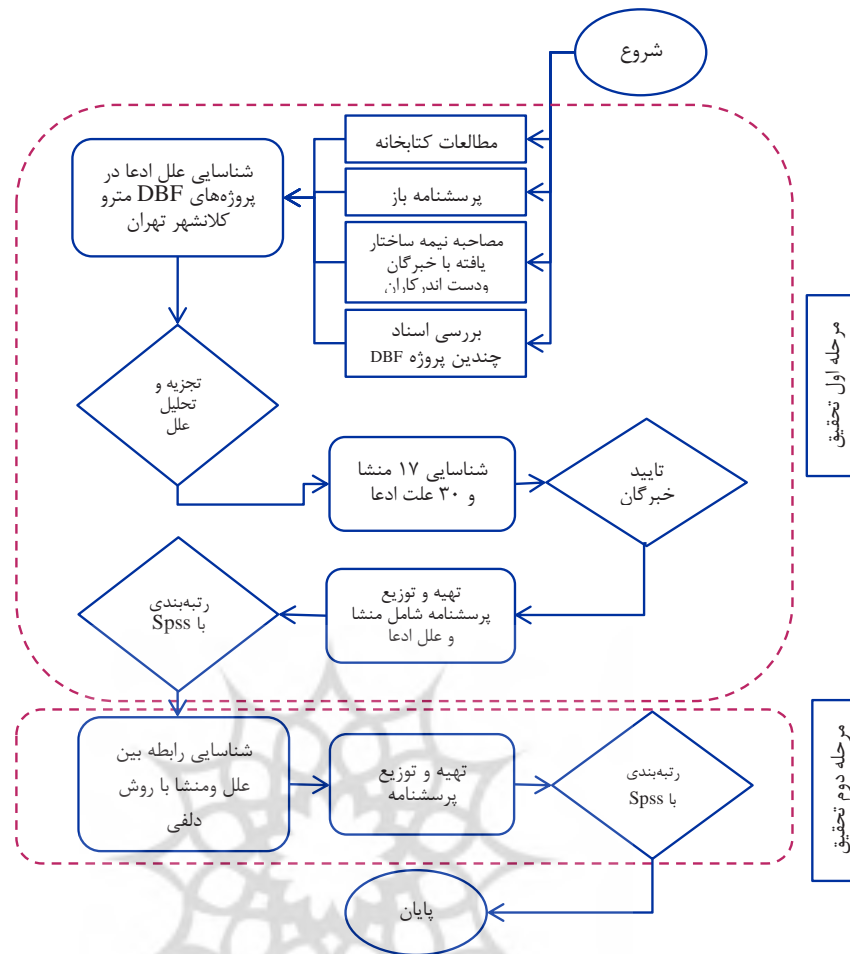 شروع
مطالعات کتابخانه
پرسشنامه باز
مصاحبه نیمه ساختار
یافته با خبرگان
ودست اندرکاران
بررسی اسناد
چندین پروژه DBF
شناسایی علل ادعا در
پروژه‌های DBF مترو
کلانشهر تهران
تجزیه و
تحلیل
علل
شناسایی ۱۷ منشا
و ۳۰ علت ادعا
تایید
خبرگان
تهیه و توزیع
پرسشنامه شامل منشا
و علل ادعا
رتبه‌بندی
با Spss
مرحله اول تحقیق
شناسایی رابطه بین
علل ومنشا با روش
دلفی
تهیه و توزیع
پرسشنامه
رتبه‌بندی
با Spss
مرحله دوم تحقیق
پایان